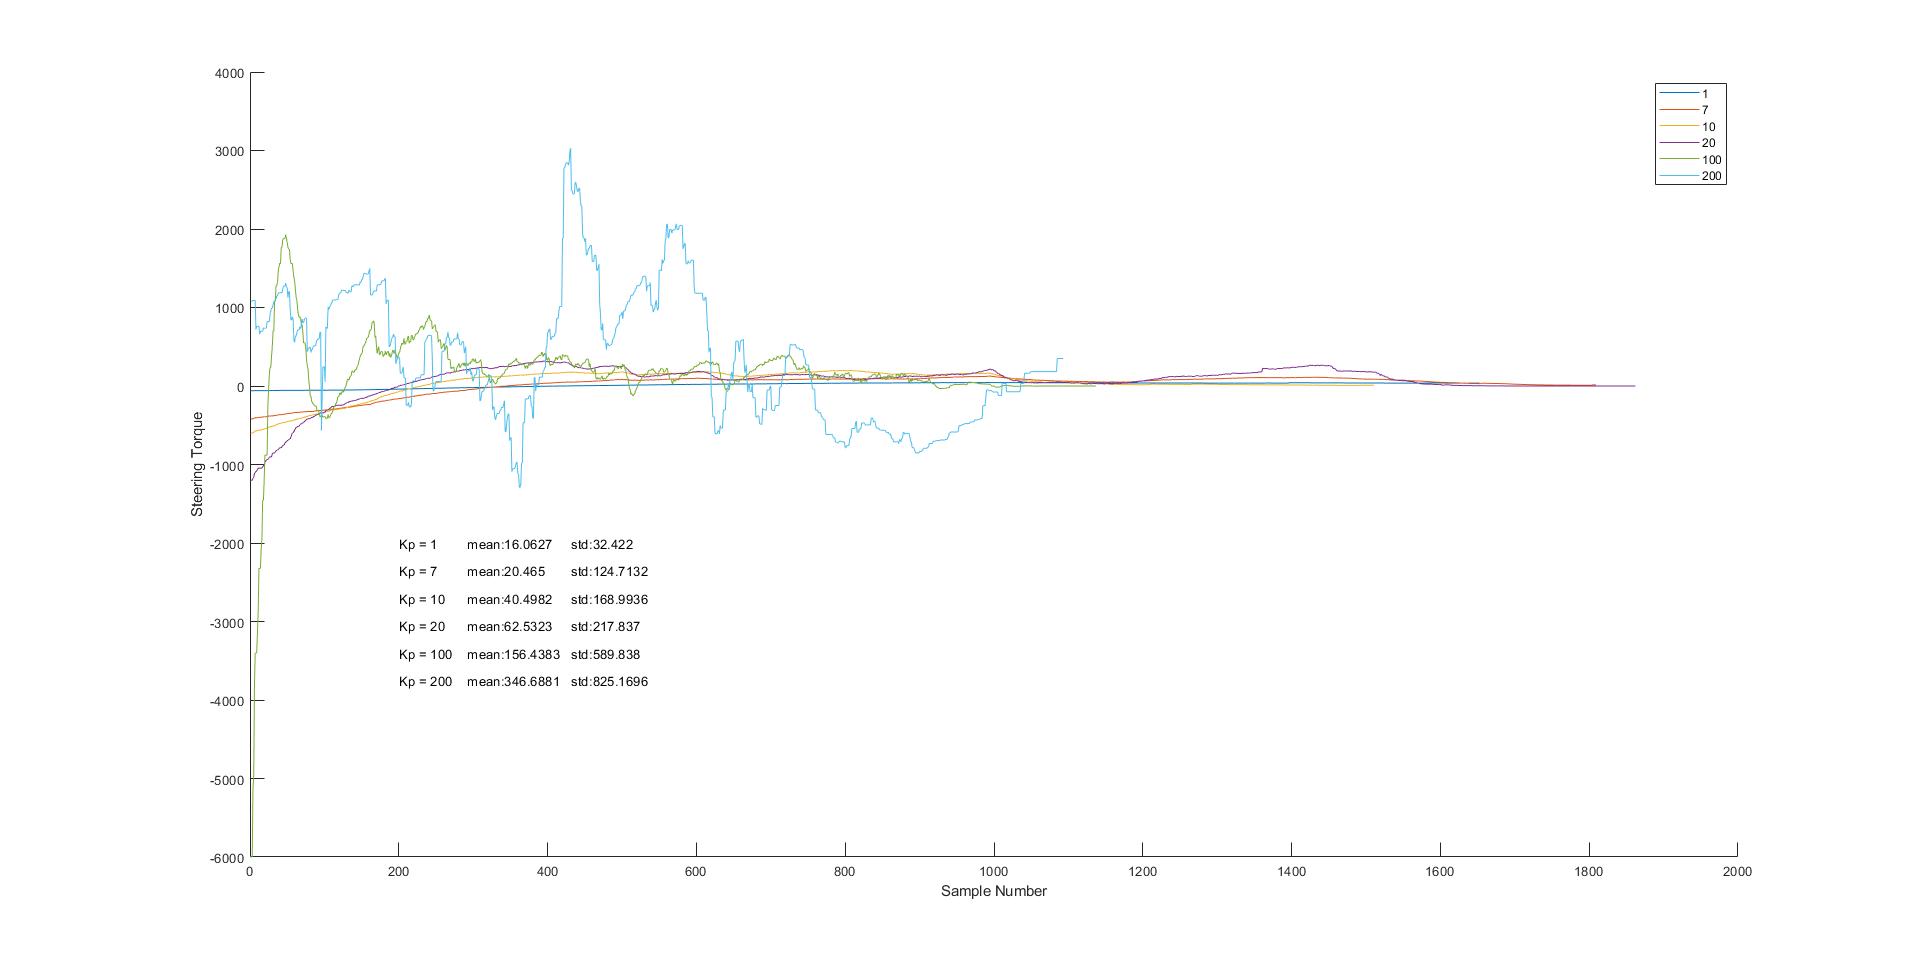 4000
3000
2000
1000
0
-1000
-2000
-3000
-4000
-5000
-6000
Steering Torque
1
7
10
20
100
200
Kp = 1 mean:16.0627 std:32.422
Kp = 7 mean:20.465 std:124.7132
Kp = 10 mean:40.4982 std:168.9936
Kp = 20 mean:62.5323 std:217.837
Kp = 100 mean:156.4383 std:589.838
Kp = 200 mean:346.6881 std:825.1696
0 200 400 600 800 1000 1200 1400 1600 1800 2000
Sample Number